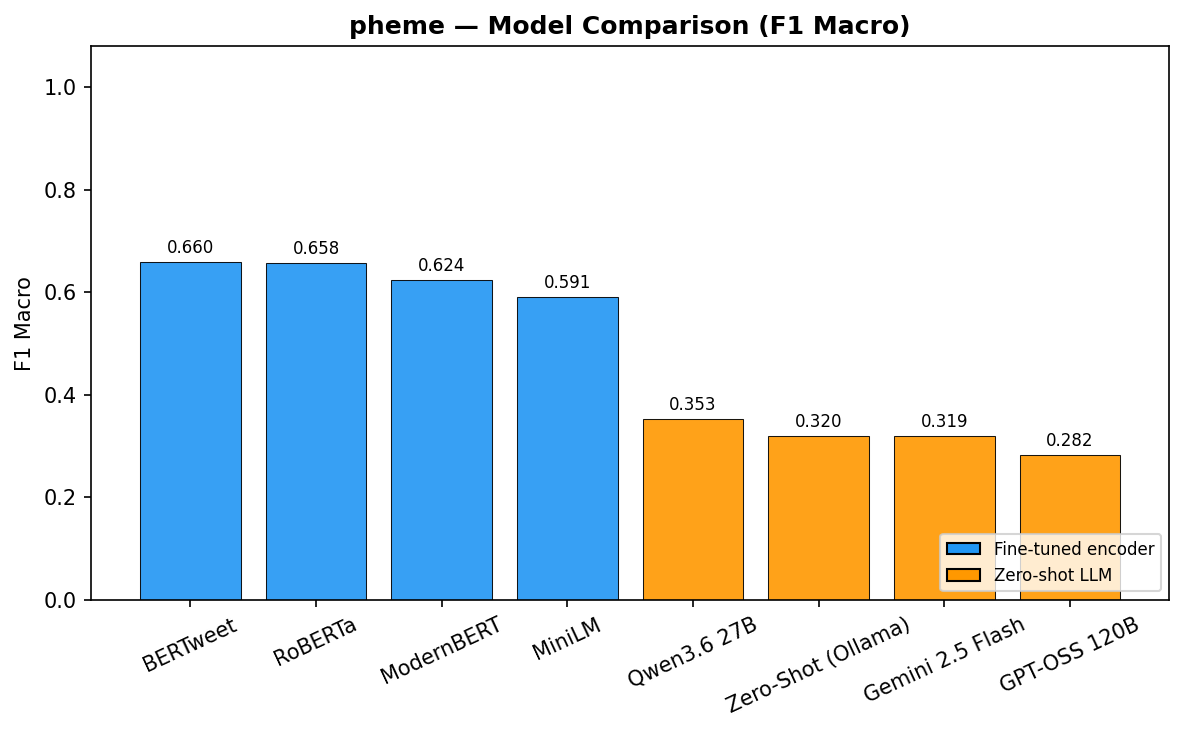 pheme — Model Comparison (F1 Macro)
F1 Macro
1.0
0.8
0.6
0.4
0.2
0.0
0.660
0.658
0.624
0.591
0.353
0.320
0.319
0.282
Fine-tuned encoder
Zero-shot LLM
BERTweet
RoBERTa
ModernBERT
MiniLM
Qwen3.6 27B
Zero-Shot (Ollama)
Gemini 2.5 Flash
GPT-OSS 120B